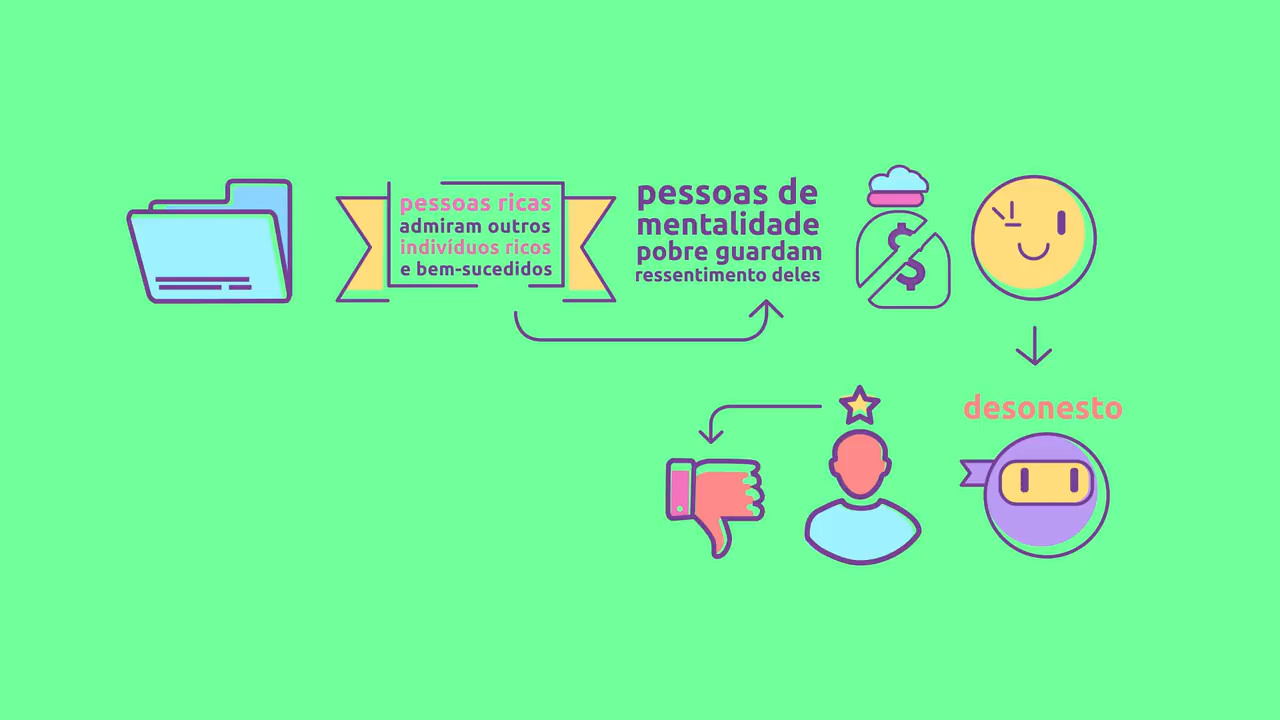 pessoas ricas
admiram outros
indivíduos ricos
e bem-sucedidos
pessoas de
mentalidade
pobre guardam
ressentimento deles
$
$
desonesto